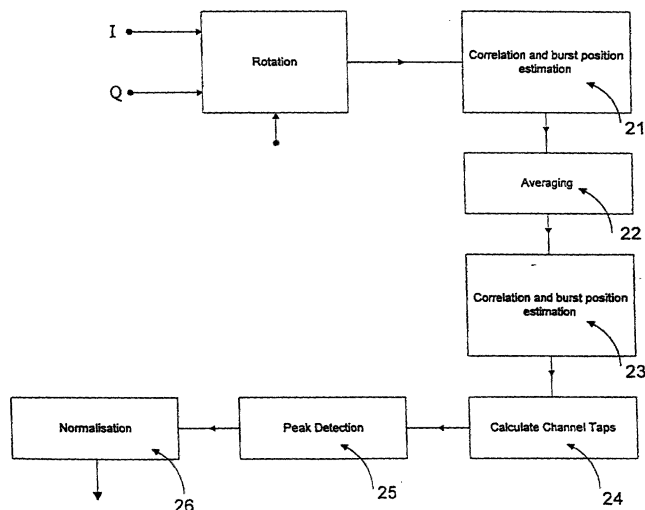 I
Q
Rotation
Correlation and burst position
estimation
21
Averaging
22
Correlation and burst position
estimation
23
Normalisation
Peak Detection
Calculate Channel Taps
26
25
24